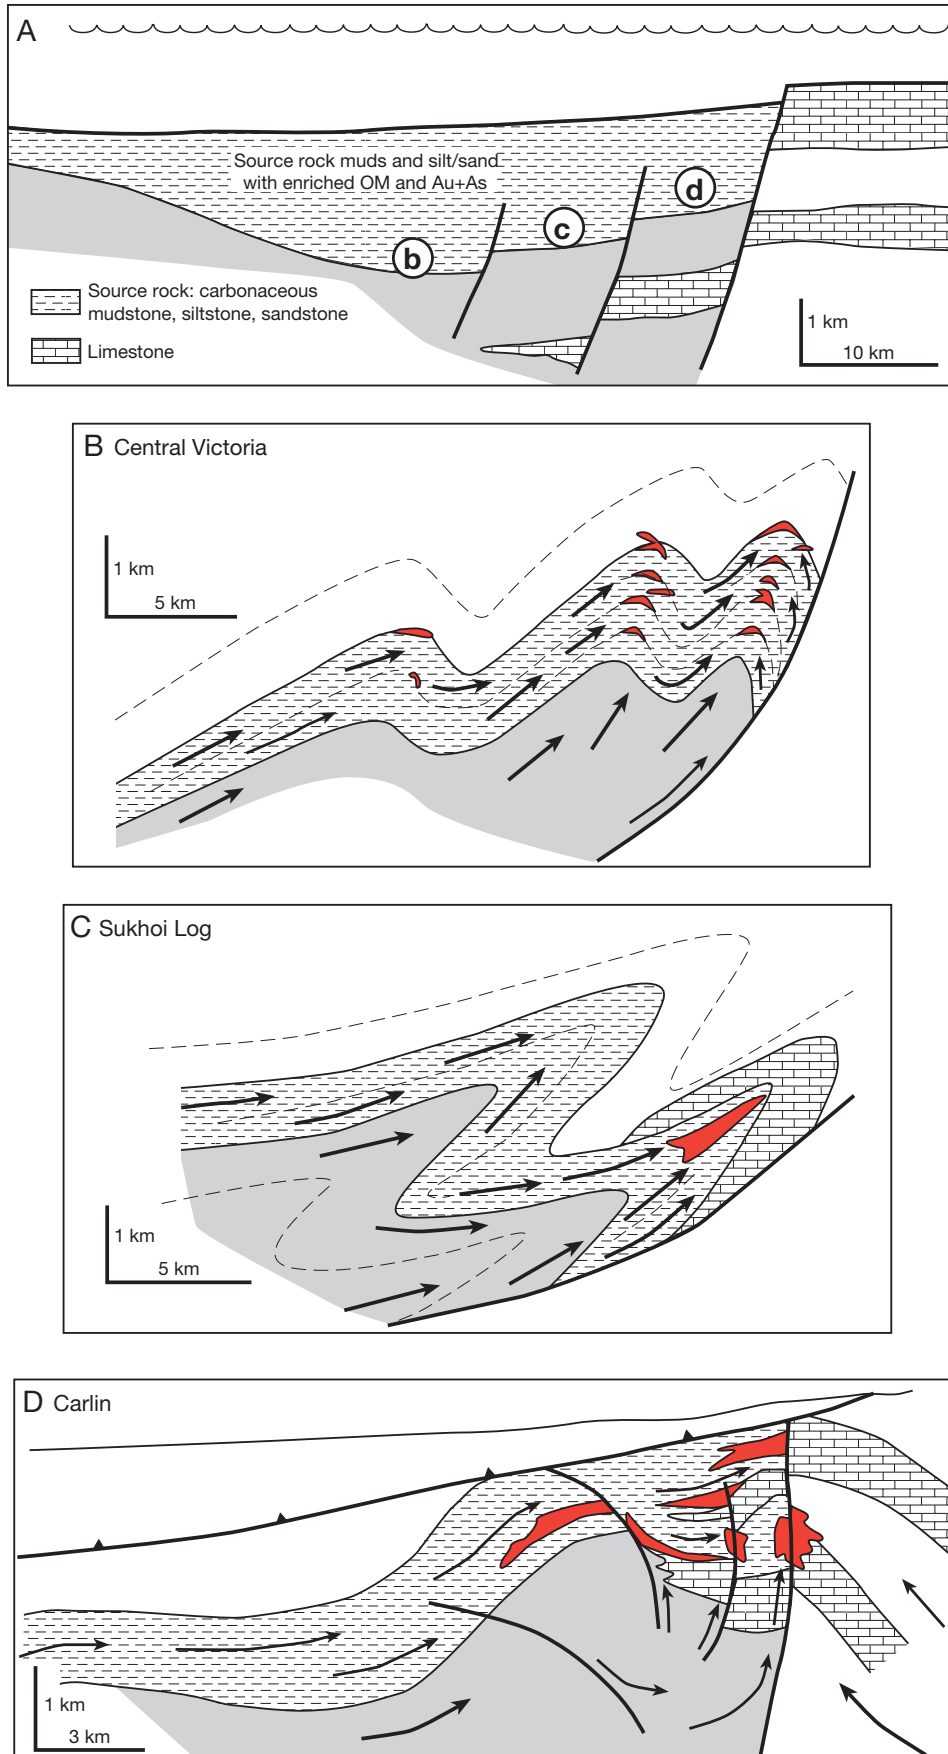 A
Source rock muds and silt/sand
with enriched OM and Au+As
b
c
d
Source rock: carbonaceous
mudstone, siltstone, sandstone
Limestone
1 km
10 km
B Central Victoria
1 km
5 km
C Sukhoi Log
1 km
5 km
D Carlin
1 km
3 km